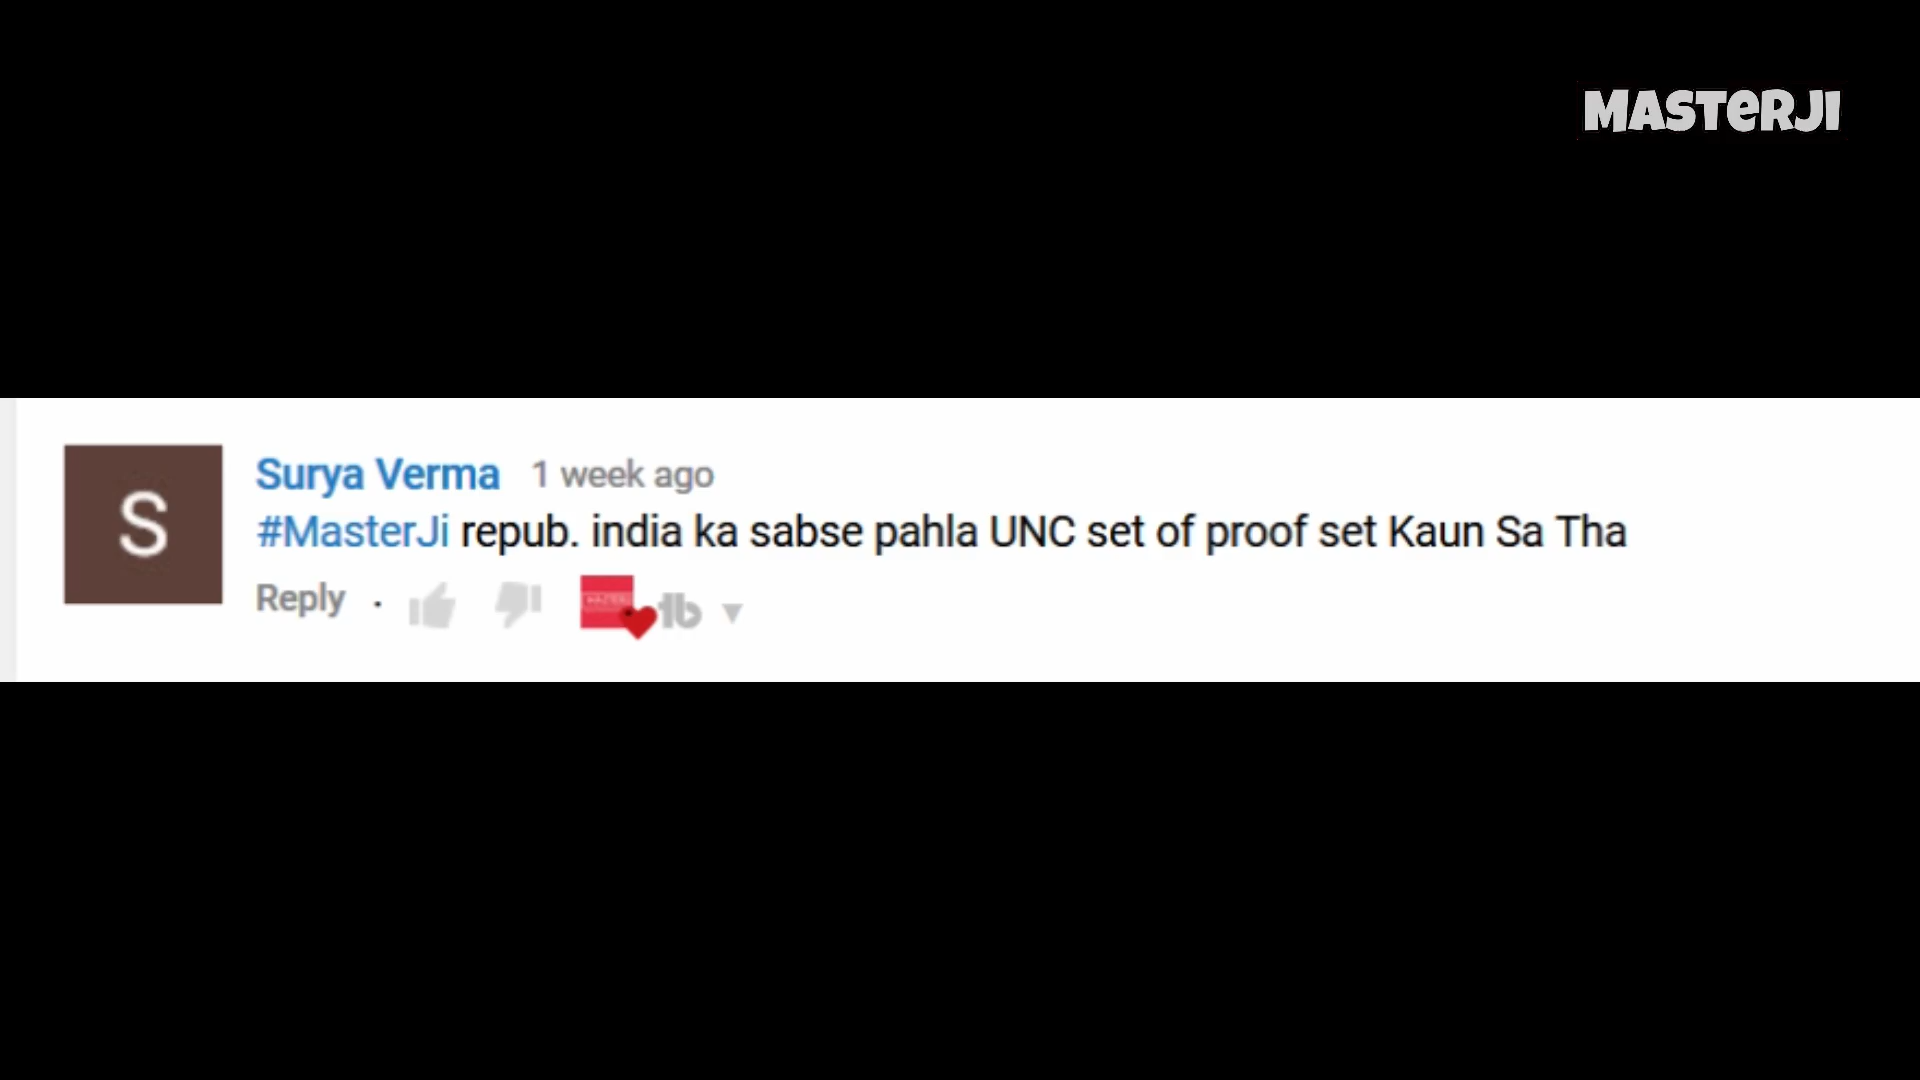 MASTERJI
S
Surya Verma 1 week ago
#MasterJi repub. india ka sabse pahla UNC set of proof set Kaun Sa Tha
Reply ·